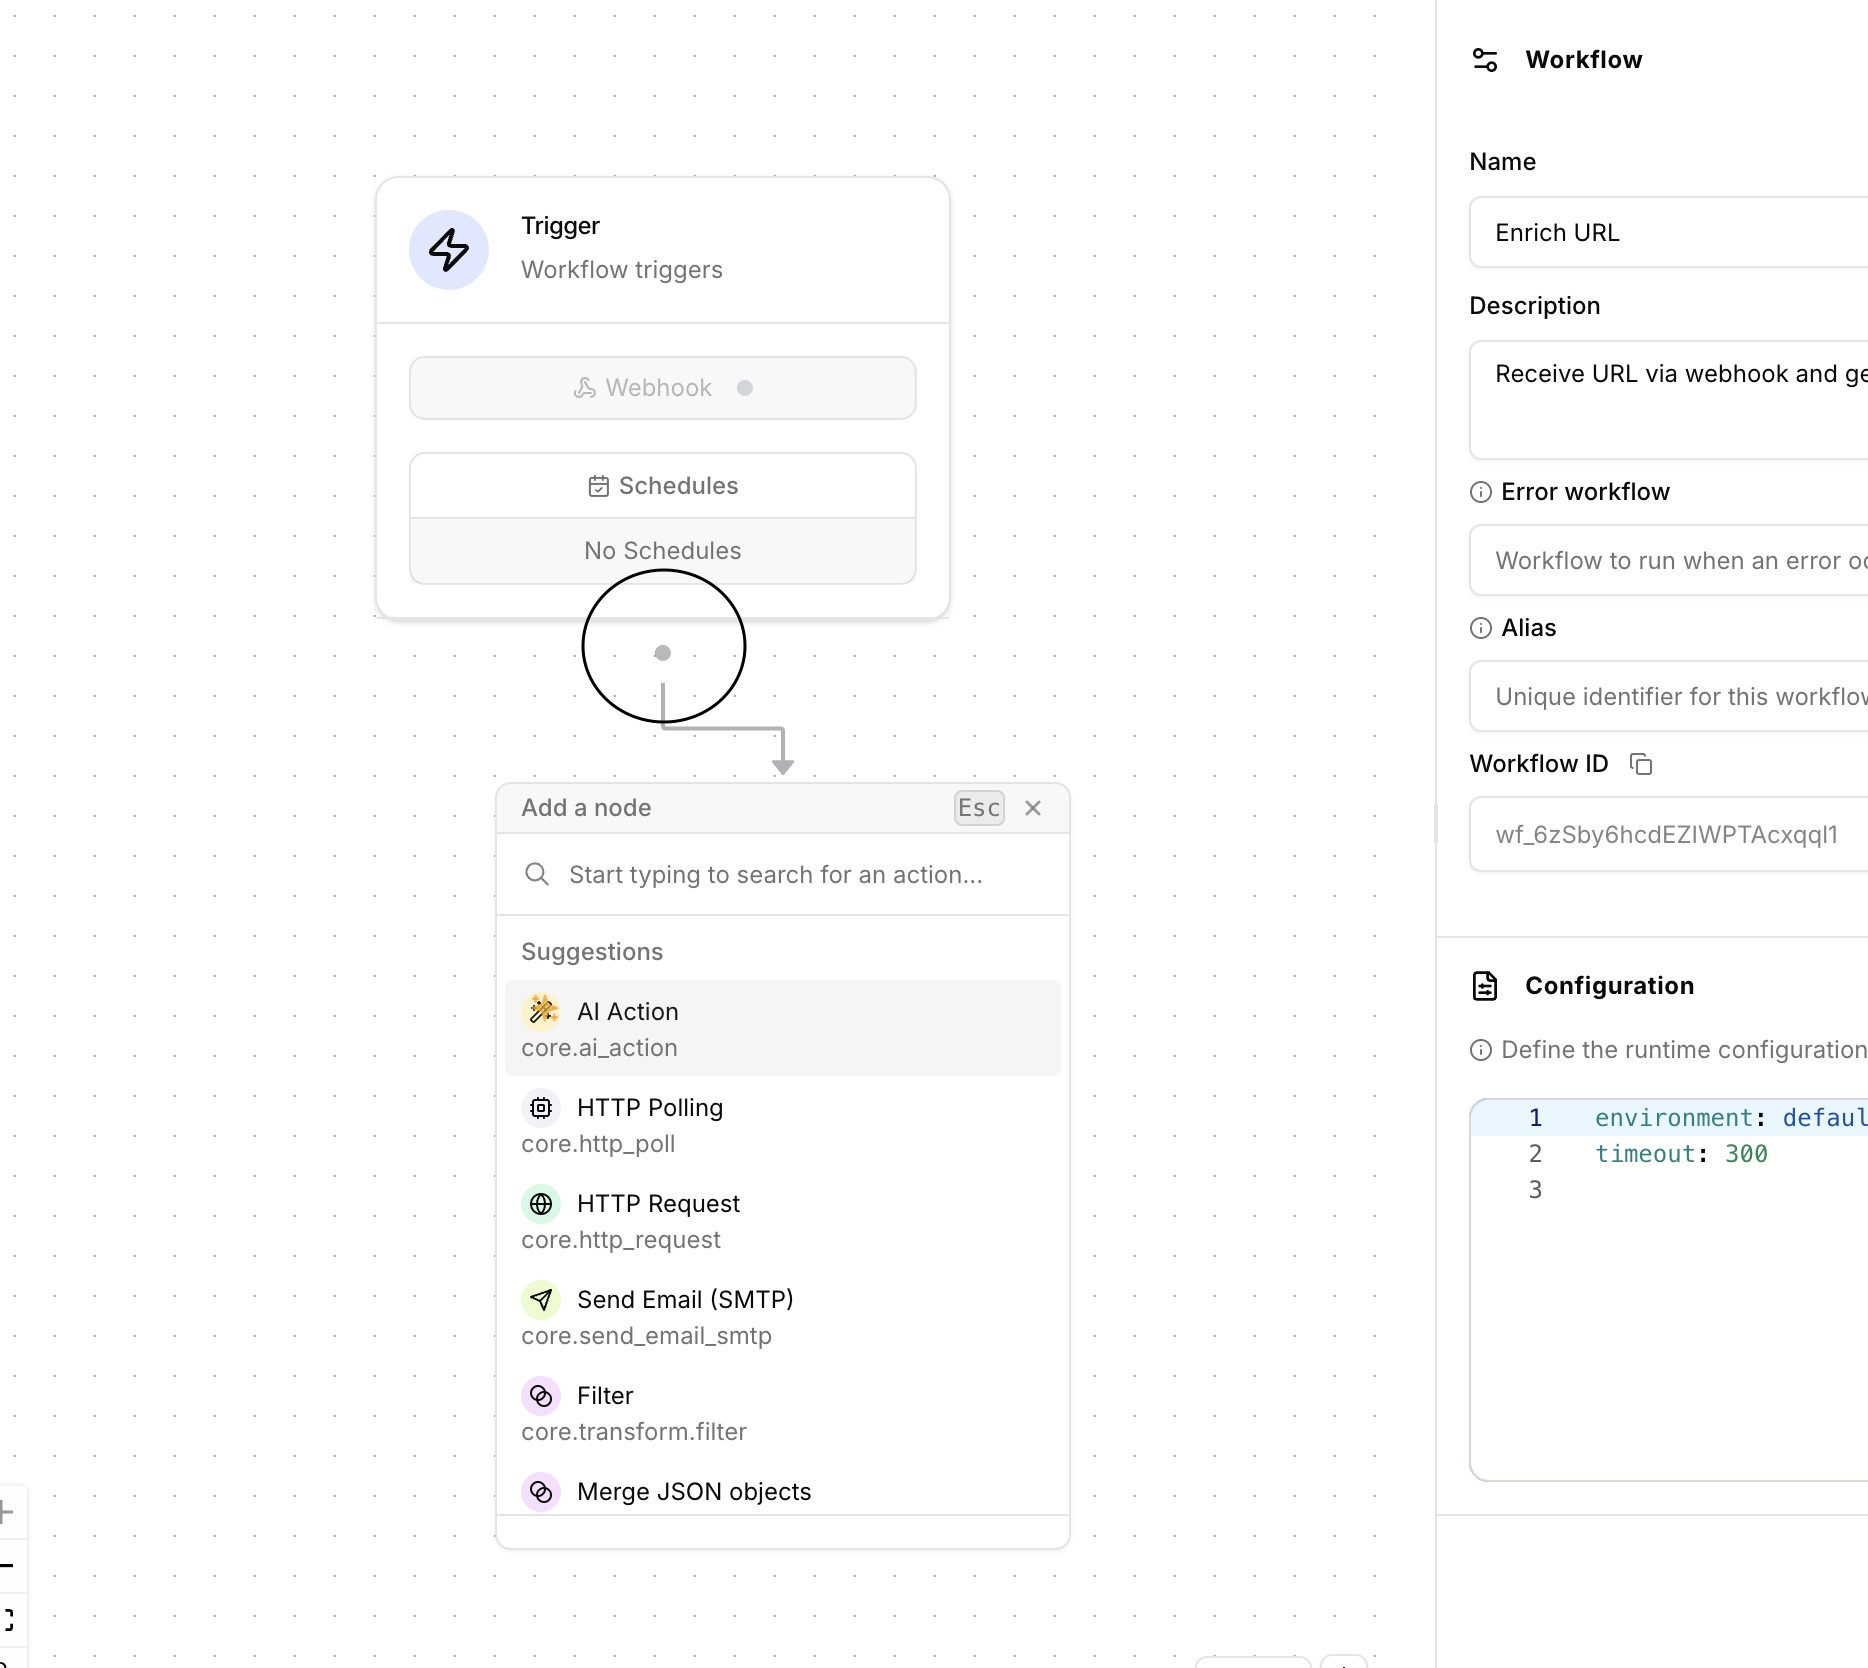 Trigger
Workflow triggers
Webhook
Schedules
No Schedules
Add a node
Esc
Start typing to search for an action...
Suggestions
AI Action
core.ai_action
HTTP Polling
core.http_poll
HTTP Request
core.http_request
Send Email (SMTP)
core.send_email_smtp
Filter
core.transform.filter
Merge JSON objects
Workflow
Name
Enrich URL
Description
Receive URL via webhook and ge
Error workflow
Workflow to run when an error oc
Alias
Unique identifier for this workflow
Workflow ID
wf_6zSby6hcdEZIWPTAcxqql1
Configuration
Define the runtime configuration
1 environment: defaul
2 timeout: 300
3